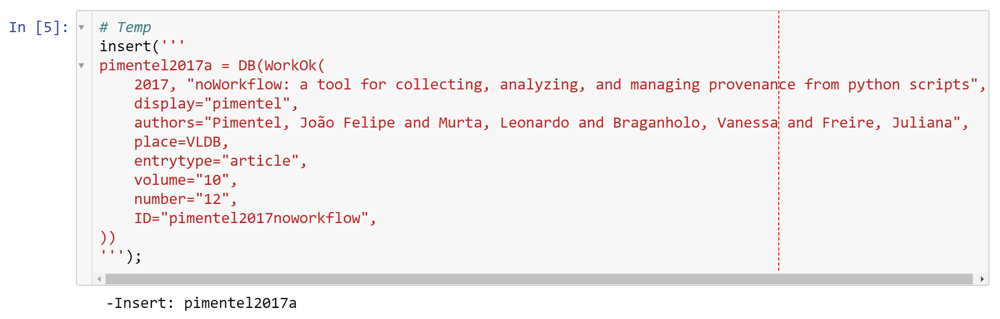 In [5]:
# Temp
insert('''
pimentel2017a = DB(WorkOk(
    2017, "noWorkflow: a tool for collecting, analyzing, and managing provenance from python scripts",
    display="pimentel",
    authors="Pimentel, João Felipe and Murta, Leonardo and Braganholo, Vanessa and Freire, Juliana",
    place=VLDB,
    entrytype="article",
    volume="10",
    number="12",
    ID="pimentel2017noworkflow",
))
''');
-Insert: pimentel2017a